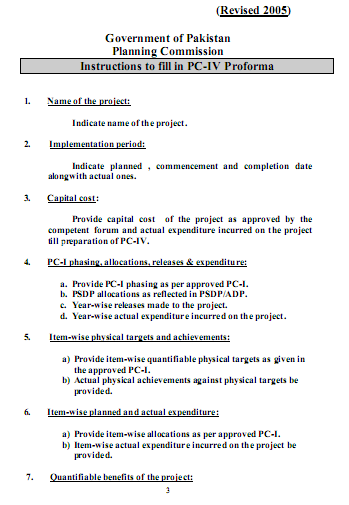 (Revised 2005)
Government of Pakistan
Planning Commission
Instructions to fill in PC-IV Proforma
1. Name of the project:
Indicate name of the project.
2. Implementation period:
Indicate planned , commencement and completion date
alongwith actual ones.
3. Capital cost:
Provide capital cost of the project as approved by the
competent forum and actual expenditure incurred on the project
till preparation of PC-IV.
4. PC-I phasing, allocations, releases & expenditure:
a. Provide PC-I phasing as per approved PC-I.
b. PSDP allocations as reflected in PSDP/ADP.
c. Year-wise releases made to the project.
d. Year-wise actual expenditure incurred on the project.
5. Item-wise physical targets and achievements:
a) Provide item-wise quantifiable physical targets as given in
the approved PC-I.
b) Actual physical achievements against physical targets be
provided.
6. Item-wise planned and actual expenditure:
a) Provide item-wise allocations as per approved PC-I.
b) Item-wise actual expenditure incurred on the project be
provided.
7. Quantifiable benefits of the project: